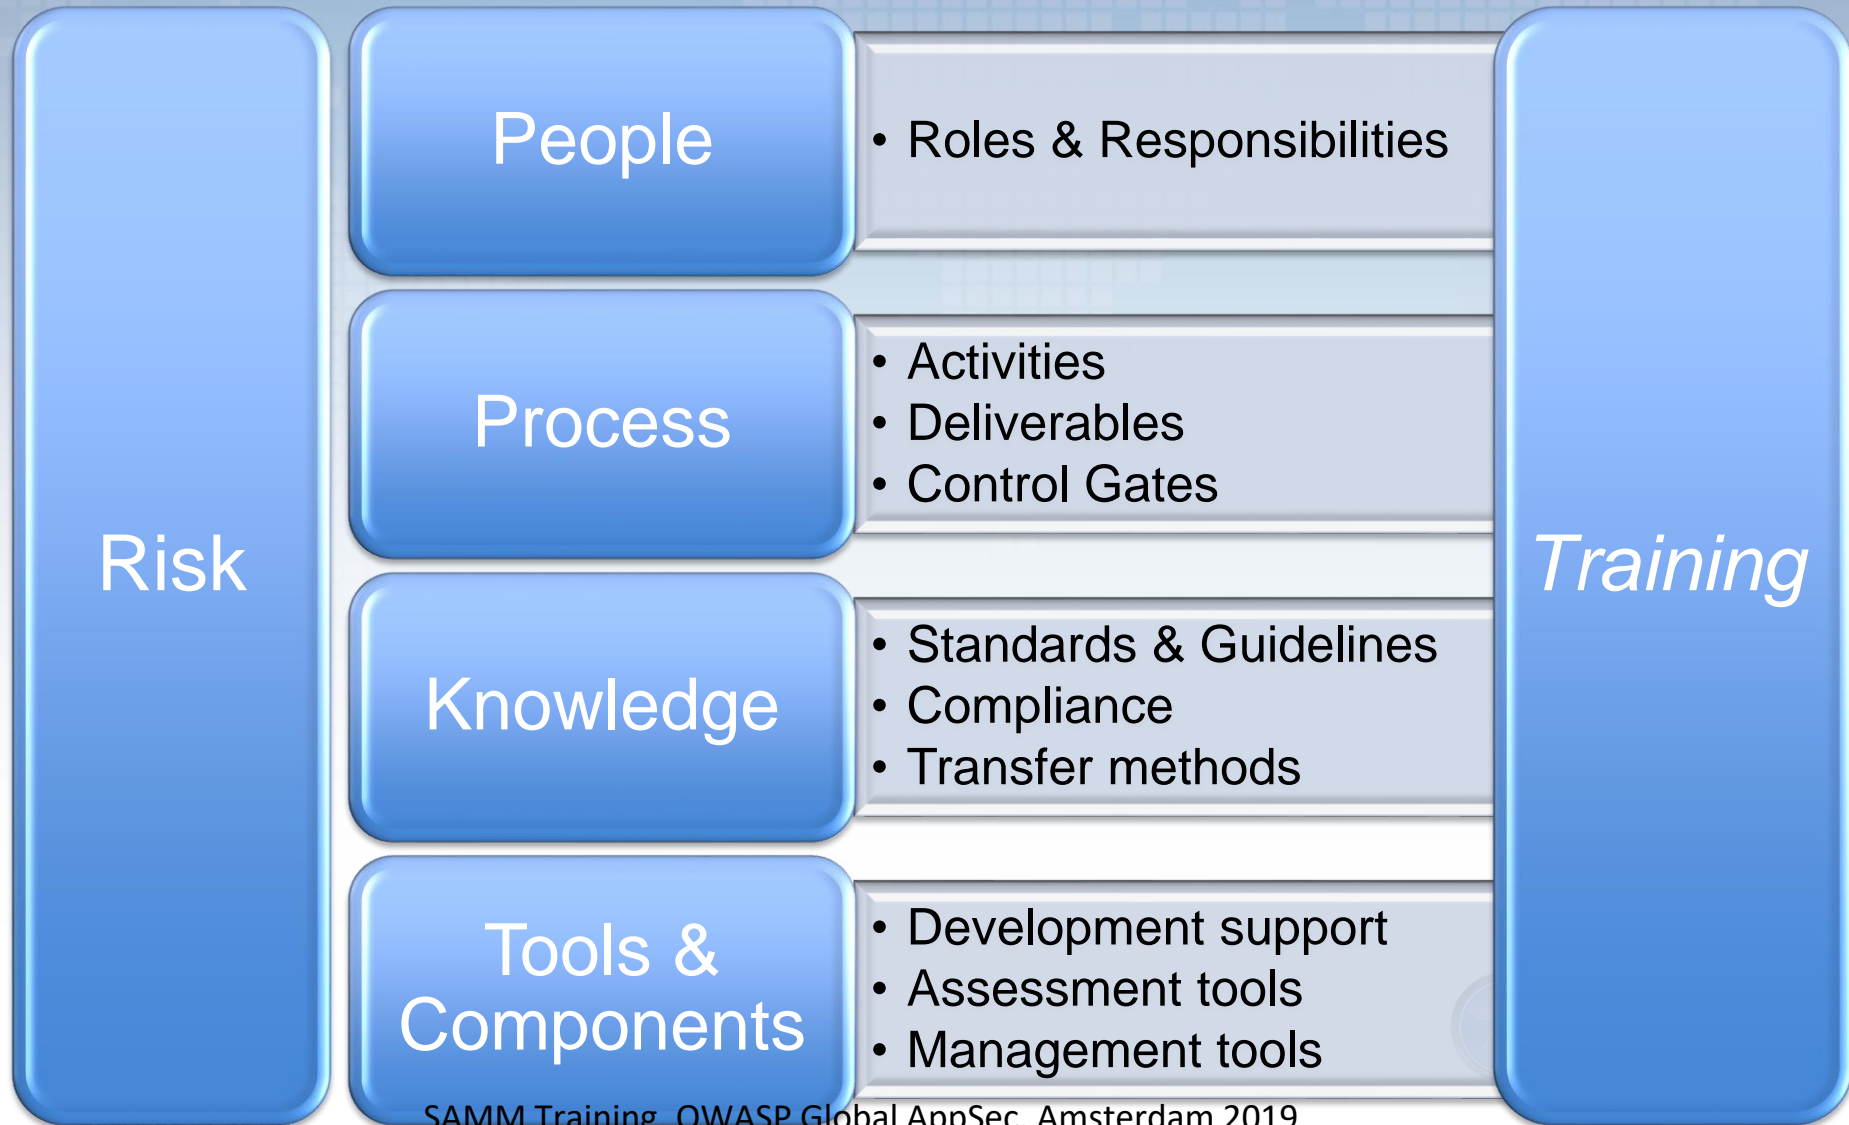 Risk
People
• Roles & Responsibilities
Process
• Activities
• Deliverables
• Control Gates
Knowledge
• Standards & Guidelines
• Compliance
• Transfer methods
Tools &
Components
• Development support
• Assessment tools
• Management tools
Training
SAMM Training, OWASP Global AppSec, Amsterdam 2019